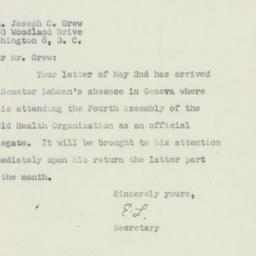 . Joseph C. Grew
0 Woodland Drive
hington 8, D. C.
r Mr. Grew:
Your letter of May 2nd has arrived
Senator Lehman's absence in Geneva where
is attending the Fourth Assembly of the
ld Health Organization as an official
egate. It will be brought to his attention
mediately upon his return the latter part
the month.
Sincerely yours,
E.L.
Secretary